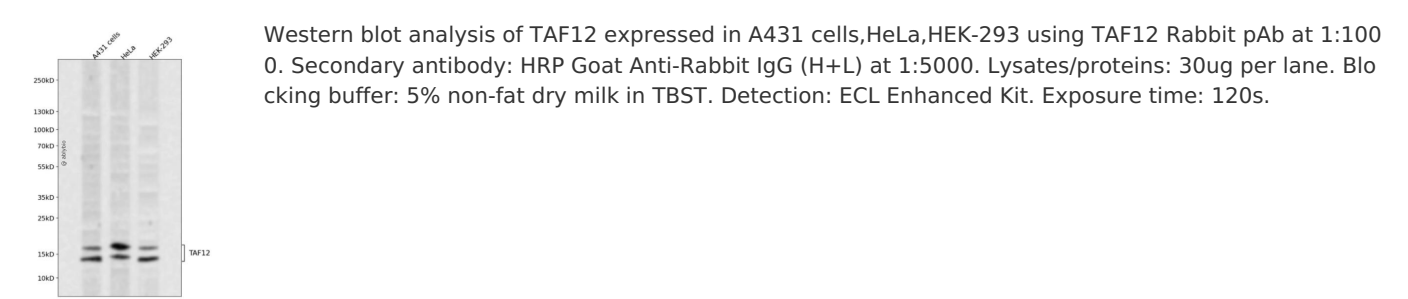 A431 cells
HeLa
HEK-293
250kD
130kD
100kD
70kD
55kD
35kD
25kD
15kD
10kD
@ abybio
TAF12
Western blot analysis of TAF12 expressed in A431 cells,HeLa,HEK-293 using TAF12 Rabbit pAb at 1:100
0. Secondary antibody: HRP Goat Anti-Rabbit IgG (H+L) at 1:5000. Lysates/proteins: 30ug per lane. Blo
cking buffer: 5% non-fat dry milk in TBST. Detection: ECL Enhanced Kit. Exposure time: 120s.